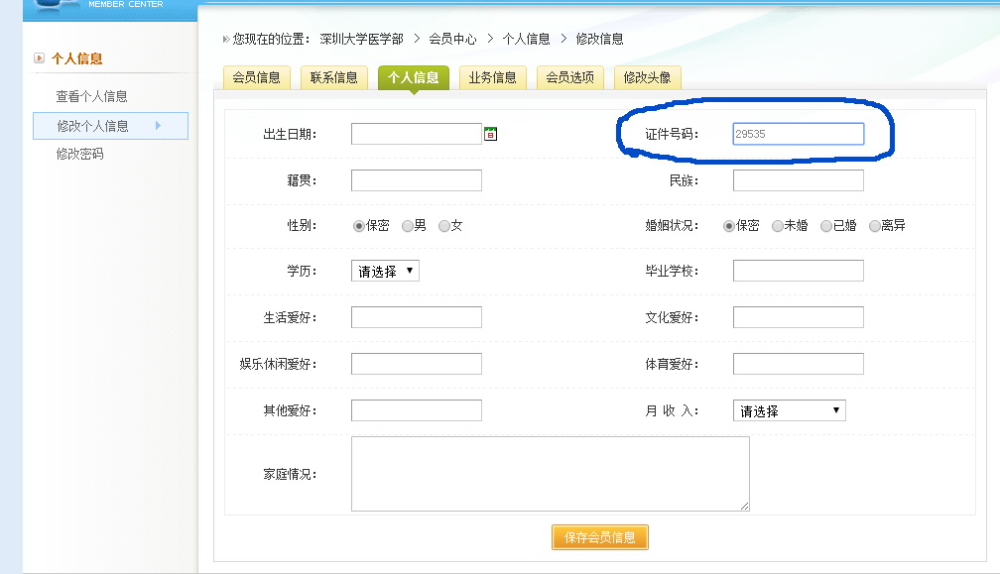 MEMBER CENTER
您现在的位置： 深圳大学医学部 > 会员中心 > 个人信息 > 修改信息
个人信息
查看个人信息
修改个人信息
修改密码
会员信息 联系信息 个人信息 业务信息 会员选项 修改头像
出生日期： 证件号码： 29535
籍贯： 民族：
性别： 保密 男 女 婚姻状况： 保密 未婚 已婚 离异
学历： 请选择 毕业学校：
生活爱好： 文化爱好：
娱乐休闲爱好： 体育爱好：
其他爱好： 月 收 入： 请选择
家庭情况：
保存会员信息